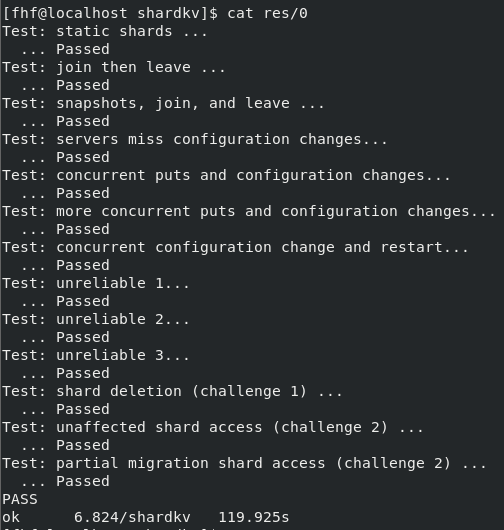 [fhf@localhost shardkv]$ cat res/0
Test: static shards ...
  ... Passed
Test: join then leave ...
  ... Passed
Test: snapshots, join, and leave ...
  ... Passed
Test: servers miss configuration changes...
  ... Passed
Test: concurrent puts and configuration changes...
  ... Passed
Test: more concurrent puts and configuration changes...
  ... Passed
Test: concurrent configuration change and restart...
  ... Passed
Test: unreliable 1...
  ... Passed
Test: unreliable 2...
  ... Passed
Test: unreliable 3...
  ... Passed
Test: shard deletion (challenge 1) ...
  ... Passed
Test: unaffected shard access (challenge 2) ...
  ... Passed
Test: partial migration shard access (challenge 2) ...
  ... Passed
PASS
ok      6.824/shardkv   119.925s